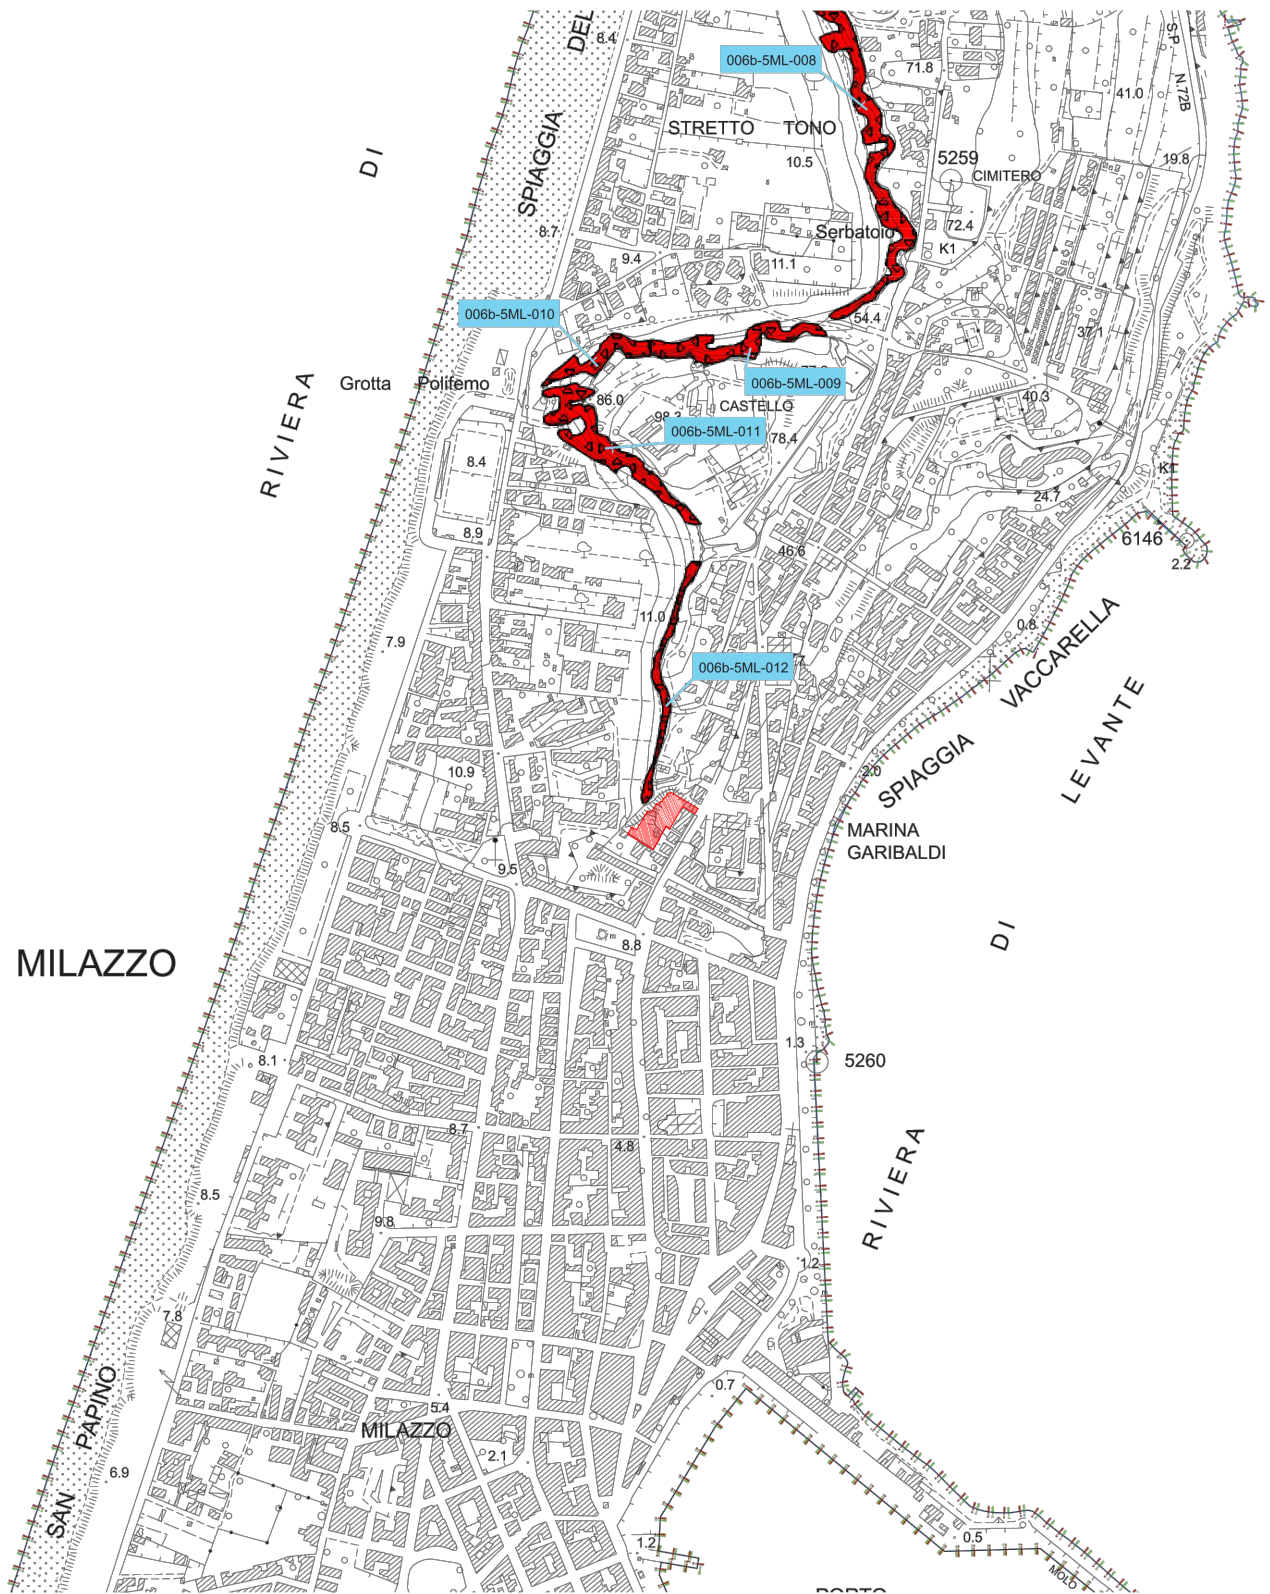 DEL
8.4
006b-5ML-008
71.8
S.P. N.72B
41.0
STRETTO TONO
10.5
5259
CIMITERO
19.8
DI
SPIAGGIA
8.7
Serbatoio
72.4
K1
9.4
11.1
006b-5ML-010
54.4
37.1
Grotta Polifemo
86.0
006b-5ML-009
CASTELLO
40.3
98.3
006b-5ML-011
78.4
RIVIERA
8.4
K1
24.7
8.9
46.6
6146
2.2
11.0
7.9
0.8
006b-5ML-012
SPIAGGIA VACCARELLA
LEVANTE
10.9
2.0
8.5
MARINA
GARIBALDI
9.5
8.8
DI
MILAZZO
1.3
5260
8.1
8.7
4.8
RIVIERA
8.5
9.8
1.2
7.8
0.7
SAN PAPINO
5.4
MILAZZO
2.1
6.9
1.2
0.5
MOLO
PORTO